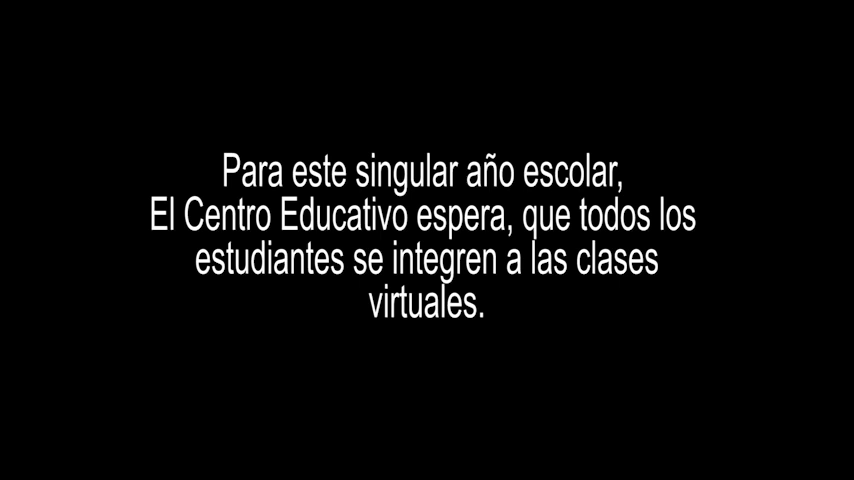 Para este singular año escolar,
El Centro Educativo espera, que todos los
estudiantes se integren a las clases
virtuales.